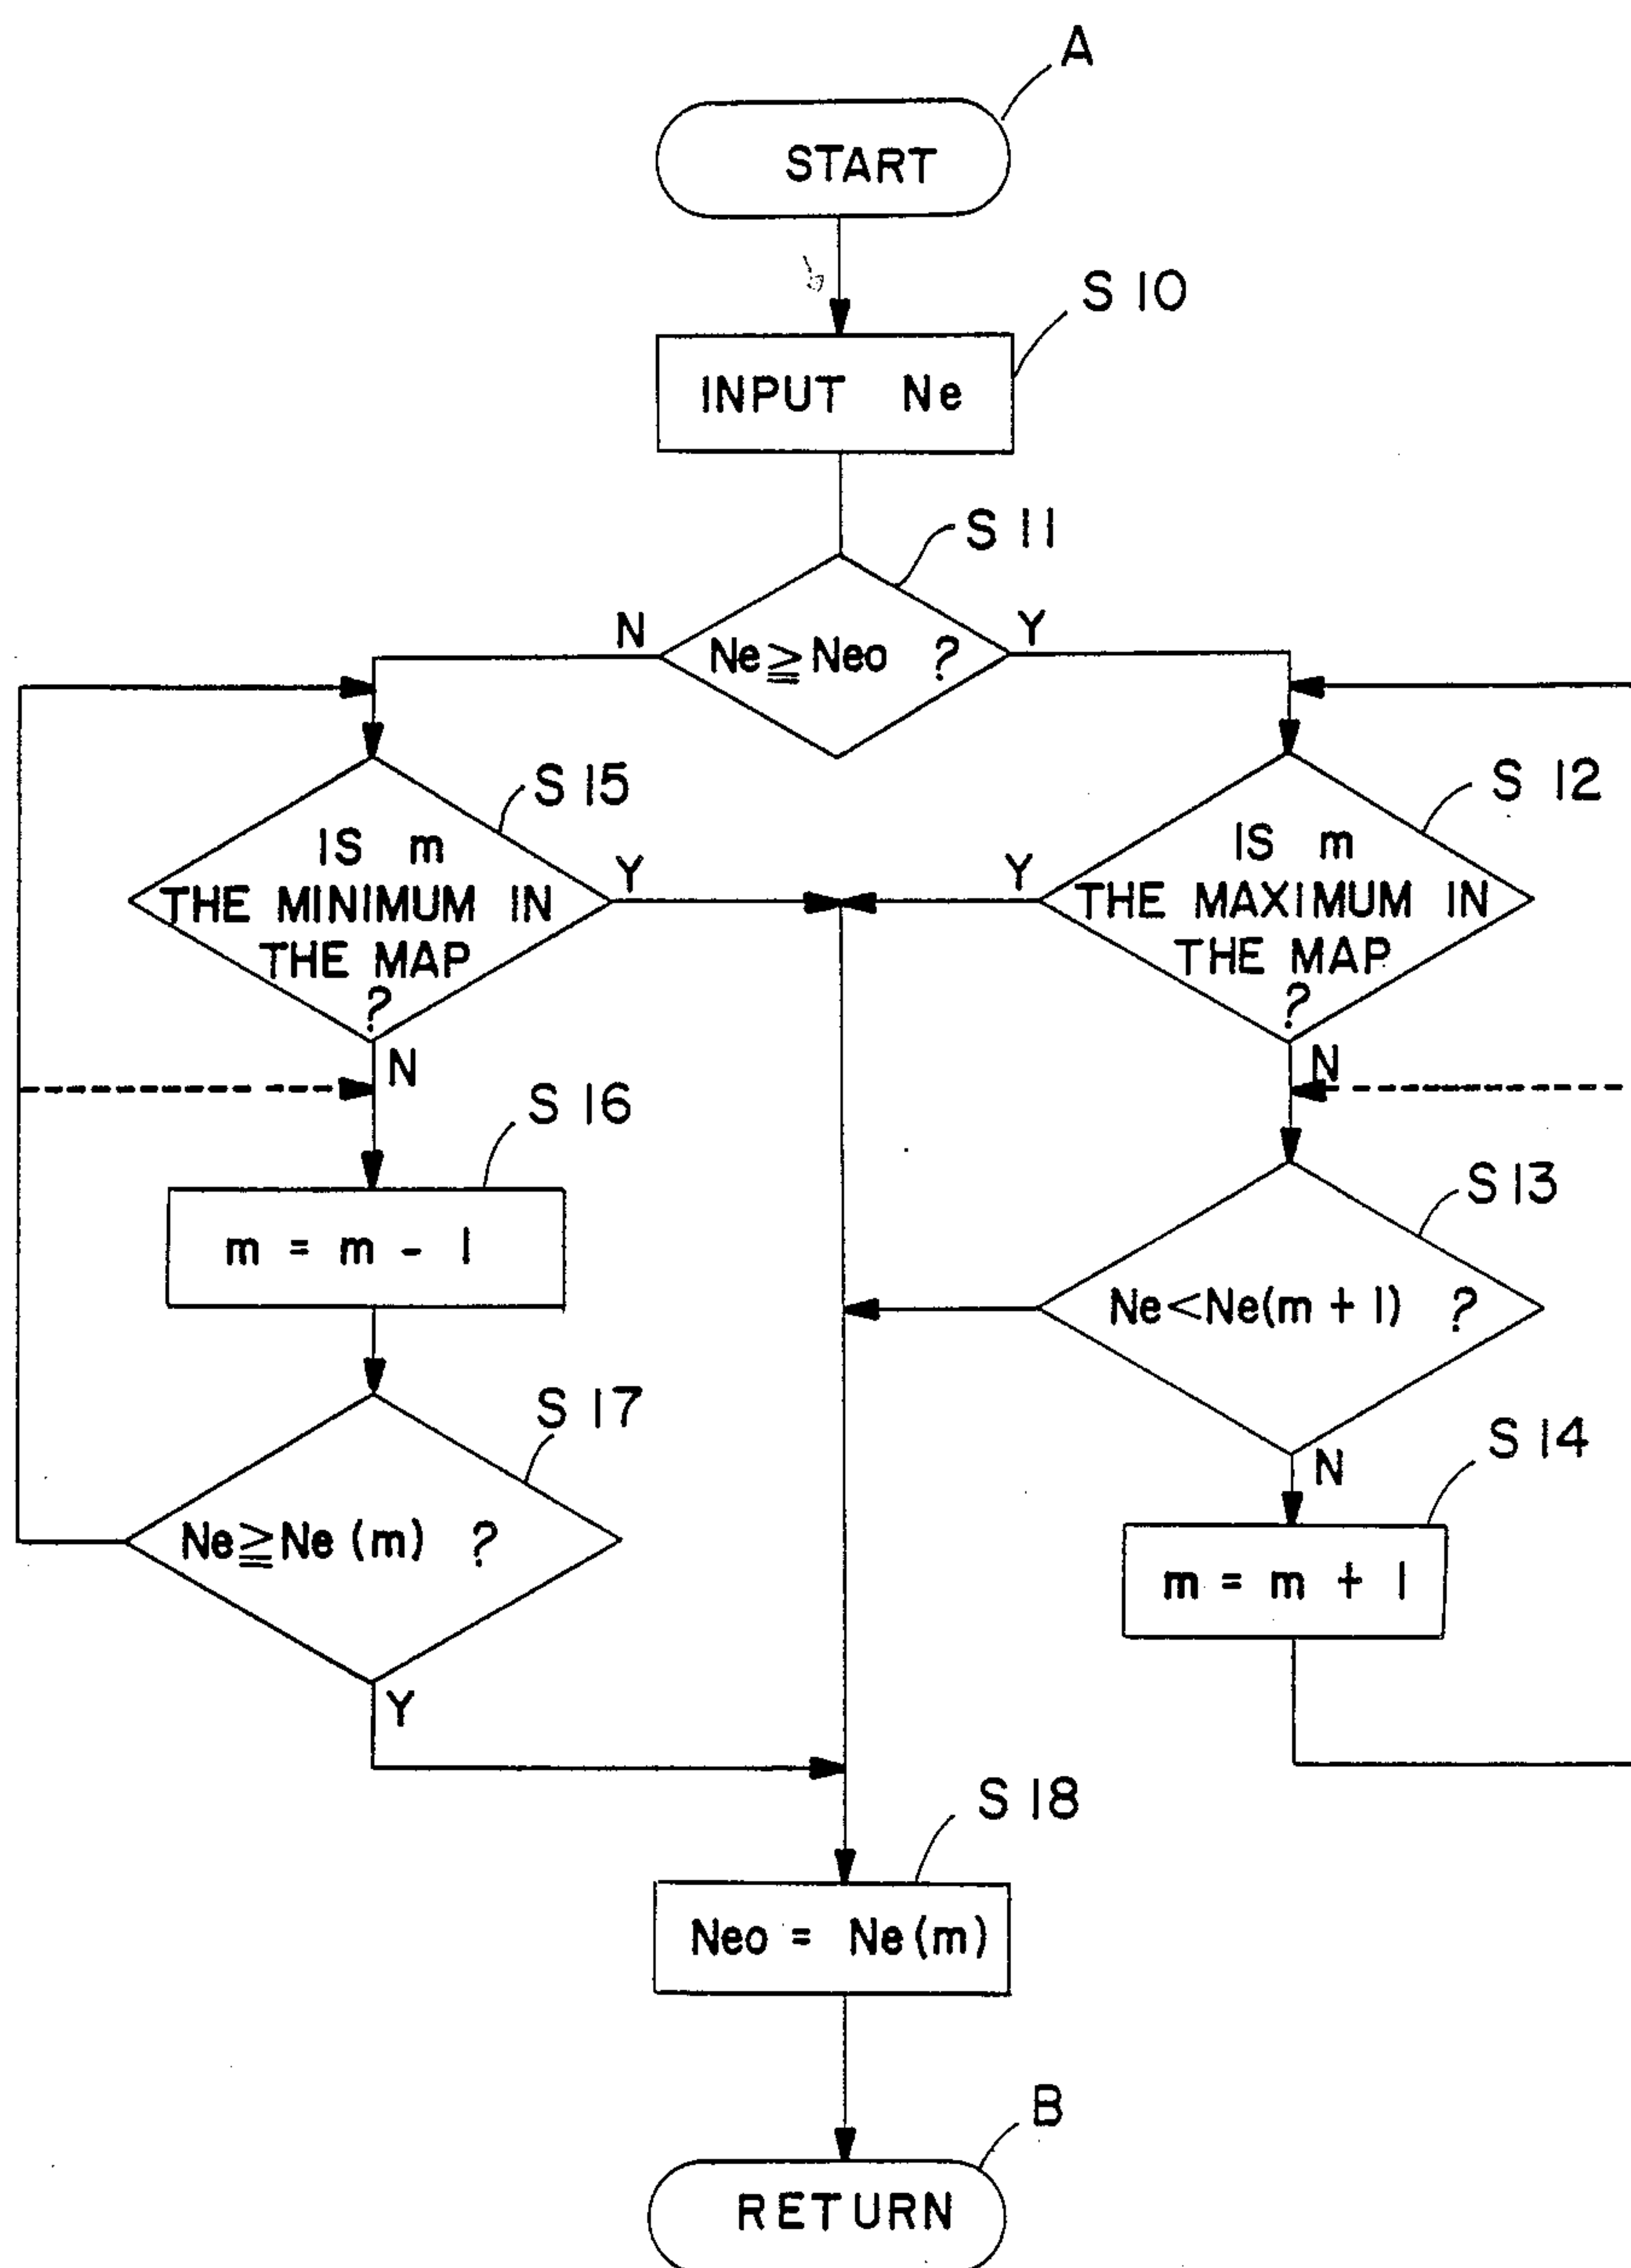 A
START
S 10
INPUT Ne
S 11
N
Y
Ne≧Neo ?
S 15
S 12
IS m
THE MINIMUM IN
THE MAP
?
Y
Y
IS m
THE MAXIMUM IN
THE MAP
?
N
N
S 16
m = m - 1
S 13
Ne<Ne(m + 1) ?
S 17
Ne≧Ne (m) ?
N
S 14
m = m + 1
Y
S 18
Neo = Ne(m)
B
RETURN